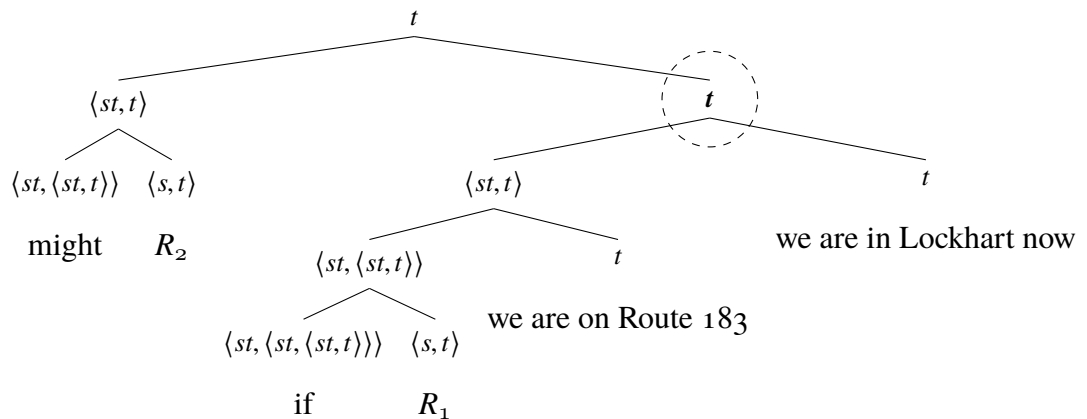 t
⟨st, t⟩ t
⟨st, ⟨st, t⟩⟩ ⟨s, t⟩ ⟨st, t⟩ t
might R₂ we are in Lockhart now
⟨st, ⟨st, t⟩⟩ t
we are on Route 183
⟨st, ⟨st, ⟨st, t⟩⟩⟩ ⟨s, t⟩
if R₁